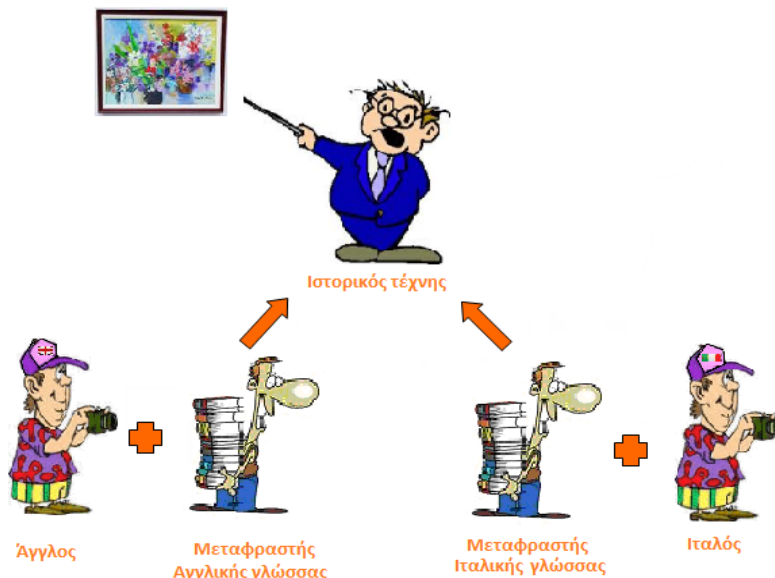 Ιστορικός τέχνης
Άγγλος
Μεταφραστής
Αγγλικής γλώσσας
Μεταφραστής
Ιταλικής γλώσσας
Ιταλός